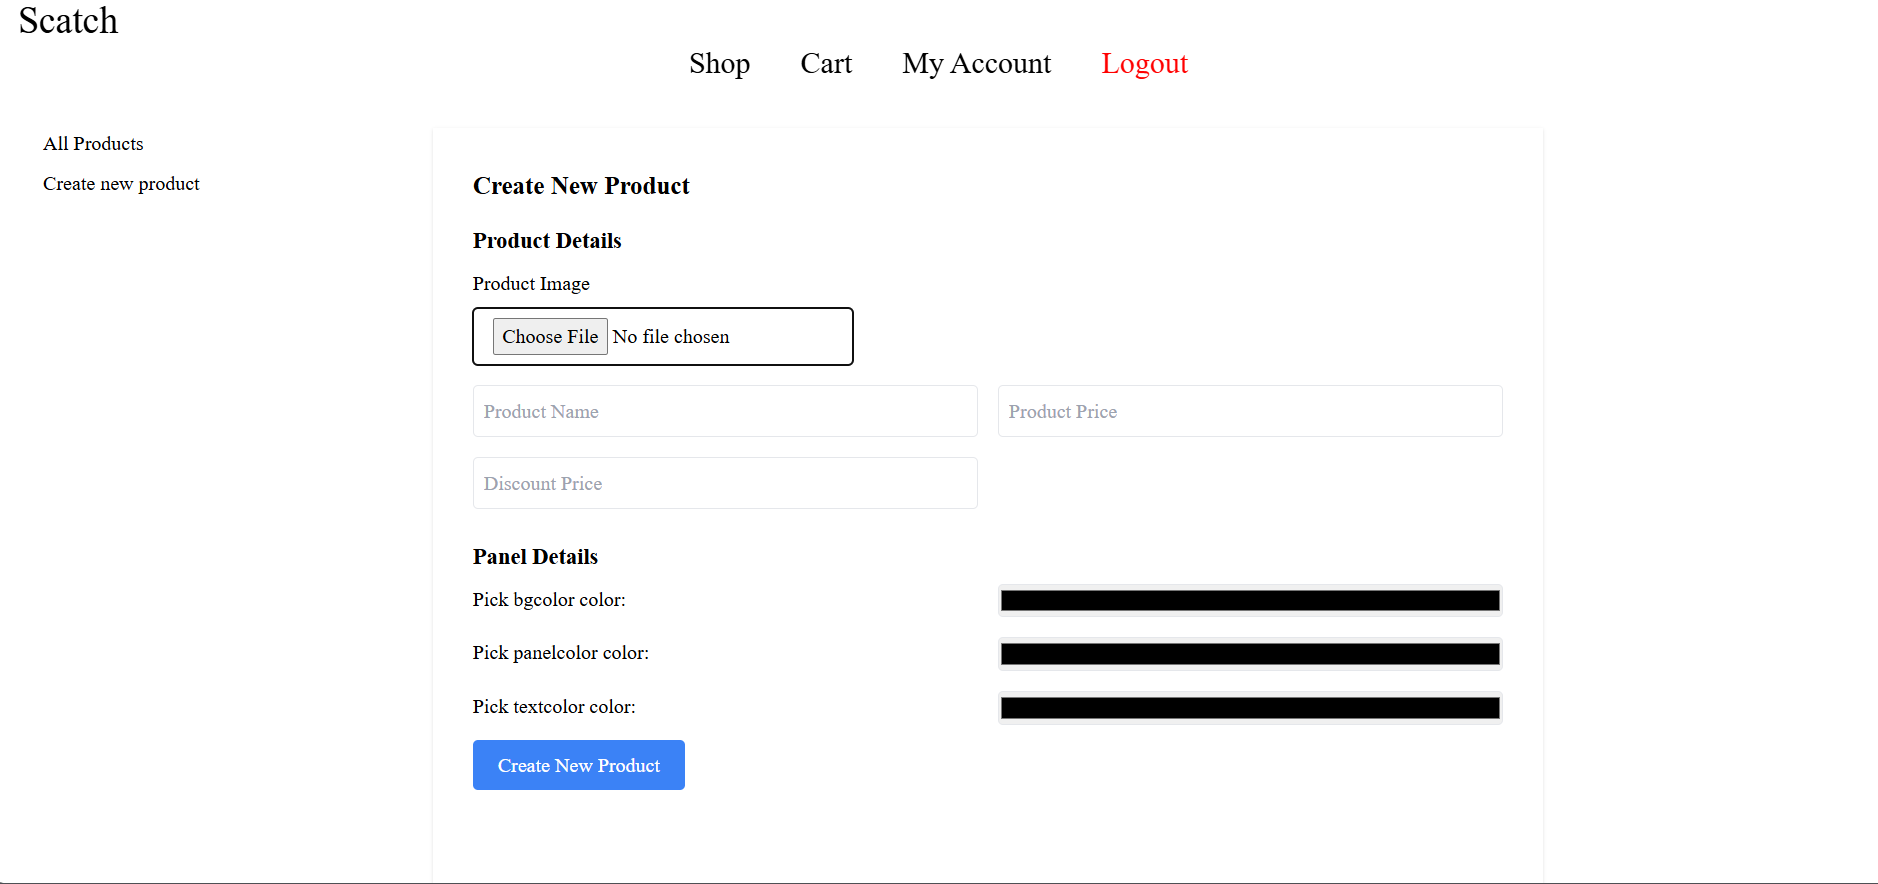 Scatch
Shop Cart My Account Logout
All Products
Create new product
Create New Product
Product Details
Product Image
Choose File No file chosen
Product Name Product Price
Discount Price
Panel Details
Pick bgcolor color:
Pick panelcolor color:
Pick textcolor color:
Create New Product